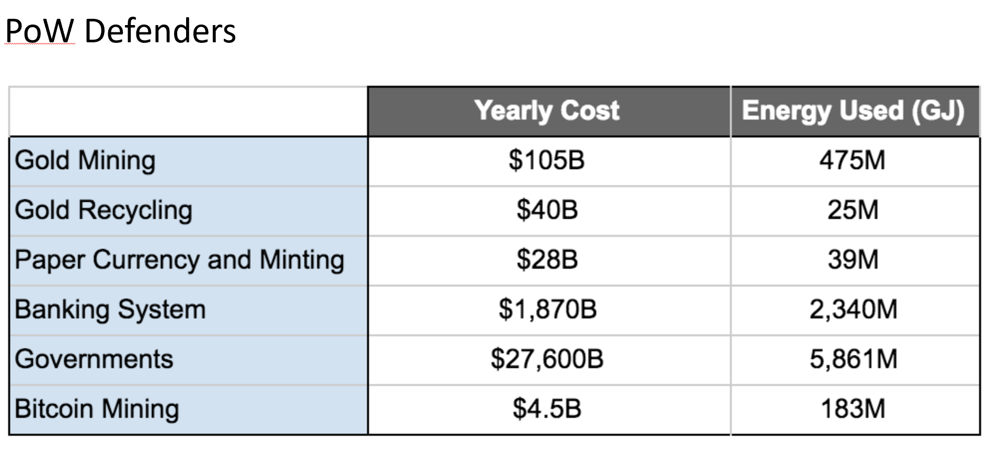 PoW Defenders
Yearly Cost Energy Used (GJ)
Gold Mining $105B 475M
Gold Recycling $40B 25M
Paper Currency and Minting $28B 39M
Banking System $1,870B 2,340M
Governments $27,600B 5,861M
Bitcoin Mining $4.5B 183M